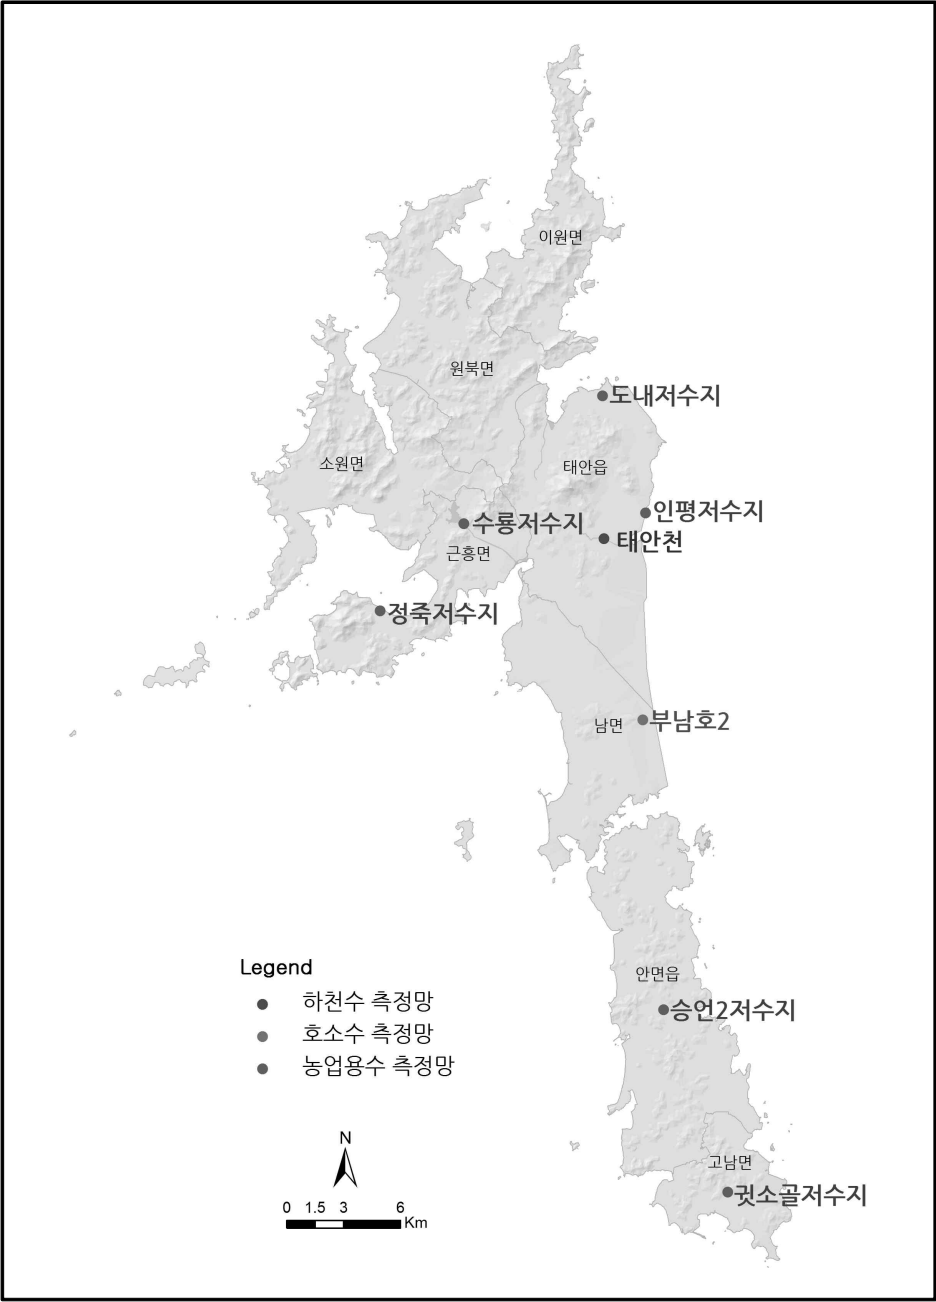 이원면
원북면
도내저수지
소원면
태안읍
인평저수지
수룡저수지
태안천
근흥면
정죽저수지
남면
부남호2
Legend
하천수 측정망
호소수 측정망
농업용수 측정망
안면읍
승언2저수지
N
고남면
귓소골저수지
0 1.5 3 6
Km